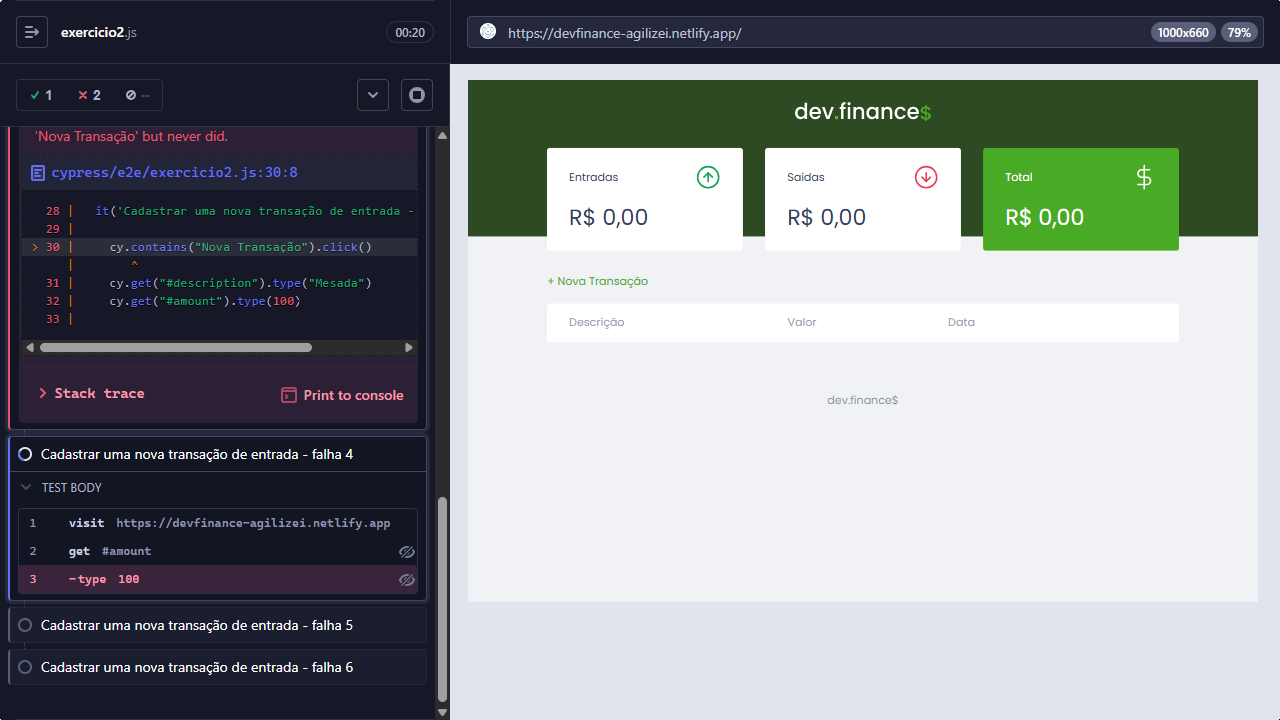 exercicio2.js
00:20
1
2
--
'Nova Transação' but never did.
cypress/e2e/exercicio2.js:30:8
28 | it('Cadastrar uma nova transação de entrada -
29 |
> 30 | cy.contains("Nova Transação").click()
| ^
31 | cy.get("#description").type("Mesada")
32 | cy.get("#amount").type(100)
33 |
Stack trace
Print to console
Cadastrar uma nova transação de entrada - falha 4
TEST BODY
1 visit https://devfinance-agilizei.netlify.app
2 get #amount
3 -type 100
Cadastrar uma nova transação de entrada - falha 5
Cadastrar uma nova transação de entrada - falha 6
https://devfinance-agilizei.netlify.app/
1000x660
79%
dev.finance$
Entradas
R$ 0,00
Saídas
R$ 0,00
Total
R$ 0,00
+ Nova Transação
Descrição Valor Data
dev.finance$